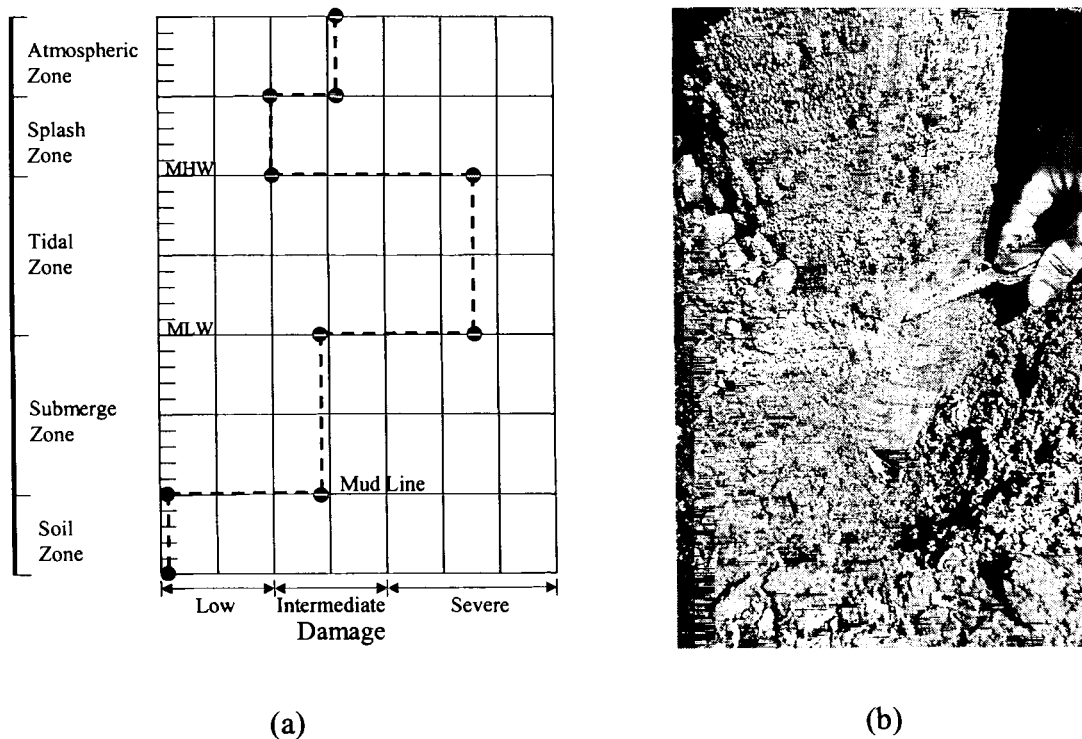 Atmospheric
Zone
Splash
Zone
MHW
Tidal
Zone
MLW
Submerge
Zone
Mud Line
Soil
Zone
Low Intermediate Severe
Damage
(a) (b)